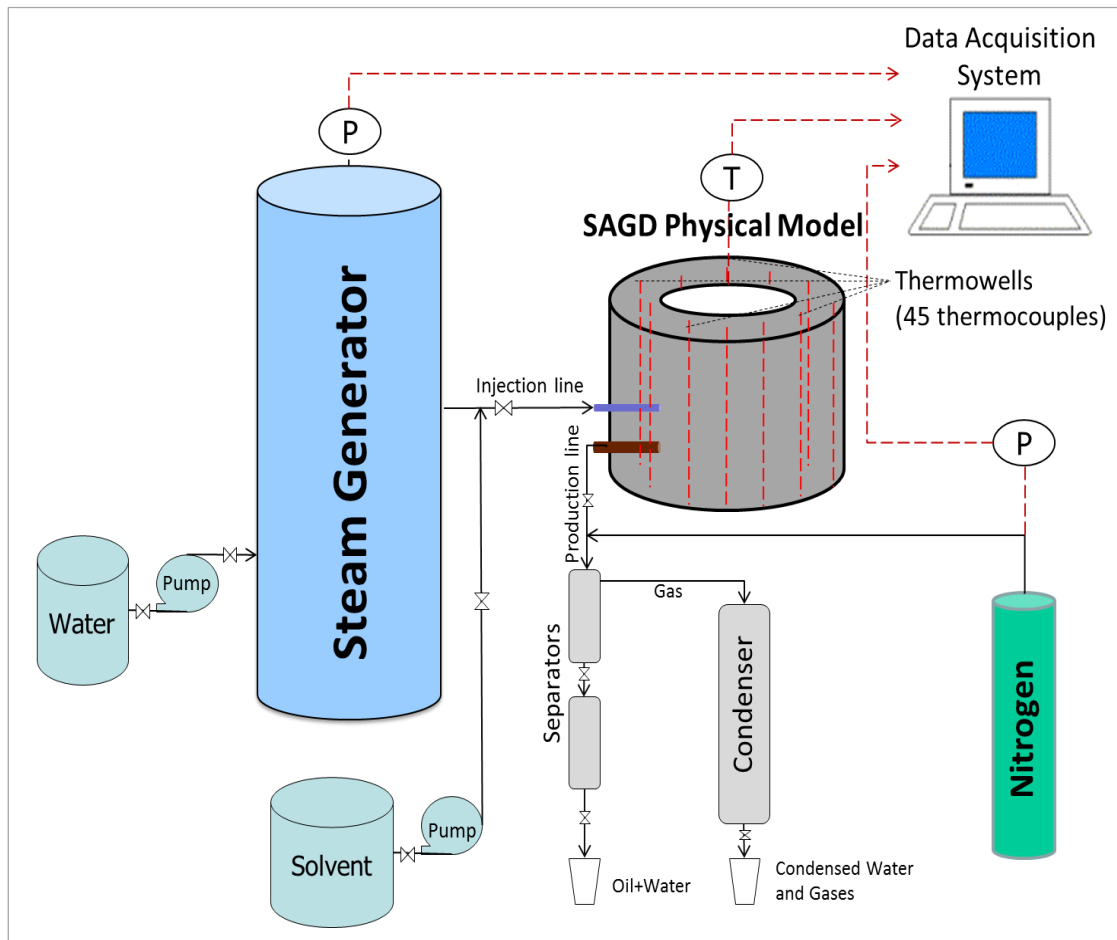 Data Acquisition
System
P
T
SAGD Physical Model
Thermowells
(45 thermocouples)
Steam Generator
Injection line
Production line
P
Pump
Water
Gas
Separators
Condenser
Nitrogen
Pump
Solvent
Oil+Water
Condensed Water
and Gases